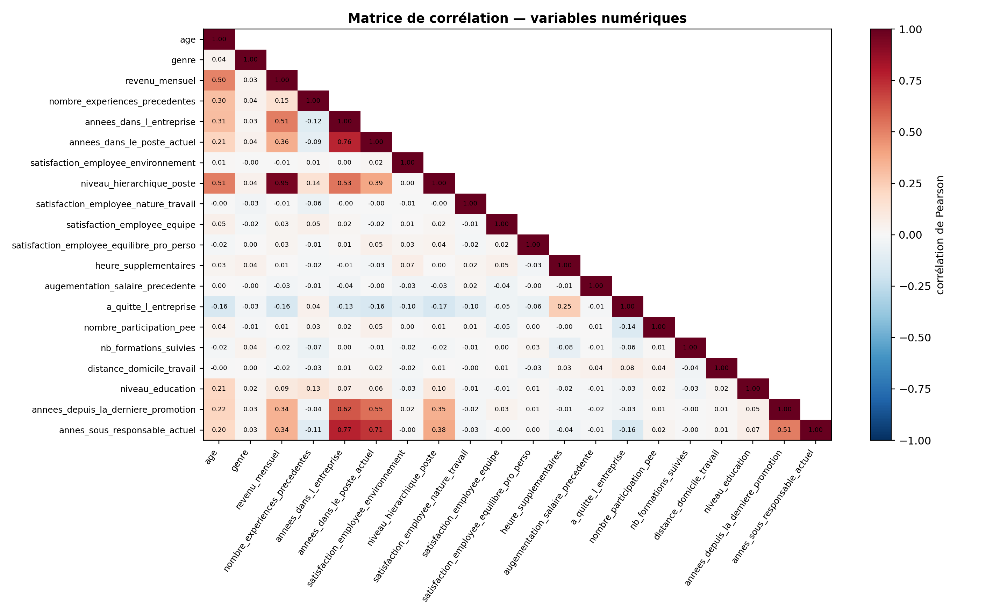 Matrice de corrélation — variables numériques
age 1.00
genre 0.04 1.00
revenu_mensuel 0.50 0.03 1.00
nombre_experiences_precedentes 0.30 0.04 0.15 1.00
annees_dans_l_entreprise 0.31 0.03 0.51 -0.12 1.00
annees_dans_le_poste_actuel 0.21 0.04 0.36 -0.09 0.76 1.00
satisfaction_employee_environnement 0.01 -0.00 -0.01 0.01 0.00 0.02 1.00
niveau_hierarchique_poste 0.51 0.04 0.95 0.14 0.53 0.39 0.00 1.00
satisfaction_employee_nature_travail -0.00 -0.03 -0.01 -0.06 -0.00 -0.00 -0.01 -0.00 1.00
satisfaction_employee_equipe 0.05 -0.02 0.03 0.05 0.02 -0.02 0.01 0.02 -0.01 1.00
satisfaction_employee_equilibre_pro_perso -0.02 0.00 0.03 -0.01 0.01 0.05 0.03 0.04 -0.02 0.02 1.00
heure_supplementaires 0.03 0.04 0.01 -0.02 -0.01 -0.03 0.07 0.00 0.02 0.05 -0.03 1.00
augementation_salaire_precedente 0.00 -0.00 -0.03 -0.01 -0.04 -0.00 -0.03 -0.03 0.02 -0.04 -0.00 -0.01 1.00
a_quitte_l_entreprise -0.16 -0.03 -0.16 0.04 -0.13 -0.16 -0.10 -0.17 -0.10 -0.05 -0.06 0.25 -0.01 1.00
nombre_participation_pee 0.04 -0.01 0.01 0.03 0.02 0.05 0.00 0.01 0.01 -0.05 0.00 -0.00 0.01 -0.14 1.00
nb_formations_suivies -0.02 0.04 -0.02 -0.07 0.00 -0.01 -0.02 -0.02 -0.01 0.00 0.03 -0.08 -0.01 -0.06 0.01 1.00
distance_domicile_travail -0.00 0.00 -0.02 -0.03 0.01 0.02 -0.02 0.01 -0.00 0.01 -0.03 0.03 0.04 0.08 0.04 -0.04 1.00
niveau_education 0.21 0.02 0.09 0.13 0.07 0.06 -0.03 0.10 -0.01 -0.01 0.01 -0.02 -0.01 -0.03 0.02 -0.03 0.02 1.00
annees_depuis_la_derniere_promotion 0.22 0.03 0.34 -0.04 0.62 0.55 0.02 0.35 -0.02 0.03 0.01 -0.01 -0.02 -0.03 0.01 -0.00 0.01 0.05 1.00
annes_sous_responsable_actuel 0.20 0.03 0.34 -0.11 0.77 0.71 -0.00 0.38 -0.03 -0.00 0.00 -0.04 -0.01 -0.16 0.02 -0.00 0.01 0.07 0.51 1.00
age
genre
revenu_mensuel
nombre_experiences_precedentes
annees_dans_l_entreprise
annees_dans_le_poste_actuel
satisfaction_employee_environnement
niveau_hierarchique_poste
satisfaction_employee_nature_travail
satisfaction_employee_equipe
satisfaction_employee_equilibre_pro_perso
heure_supplementaires
augementation_salaire_precedente
a_quitte_l_entreprise
nombre_participation_pee
nb_formations_suivies
distance_domicile_travail
niveau_education
annees_depuis_la_derniere_promotion
annes_sous_responsable_actuel
1.00
0.75
0.50
0.25
0.00
−0.25
−0.50
−0.75
−1.00
corrélation de Pearson